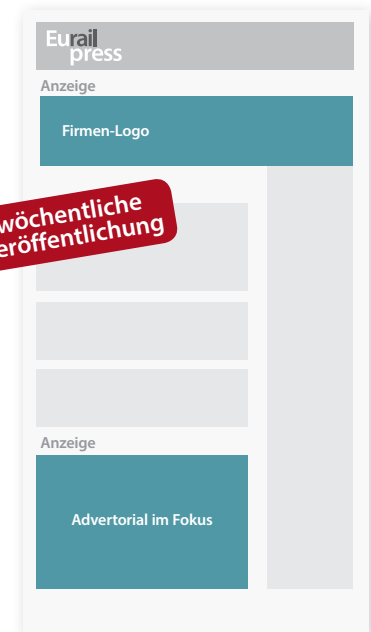 Eurail
press
Anzeige
Firmen-Logo
wöchentliche
eröffentlichung
Anzeige
Advertorial im Fokus